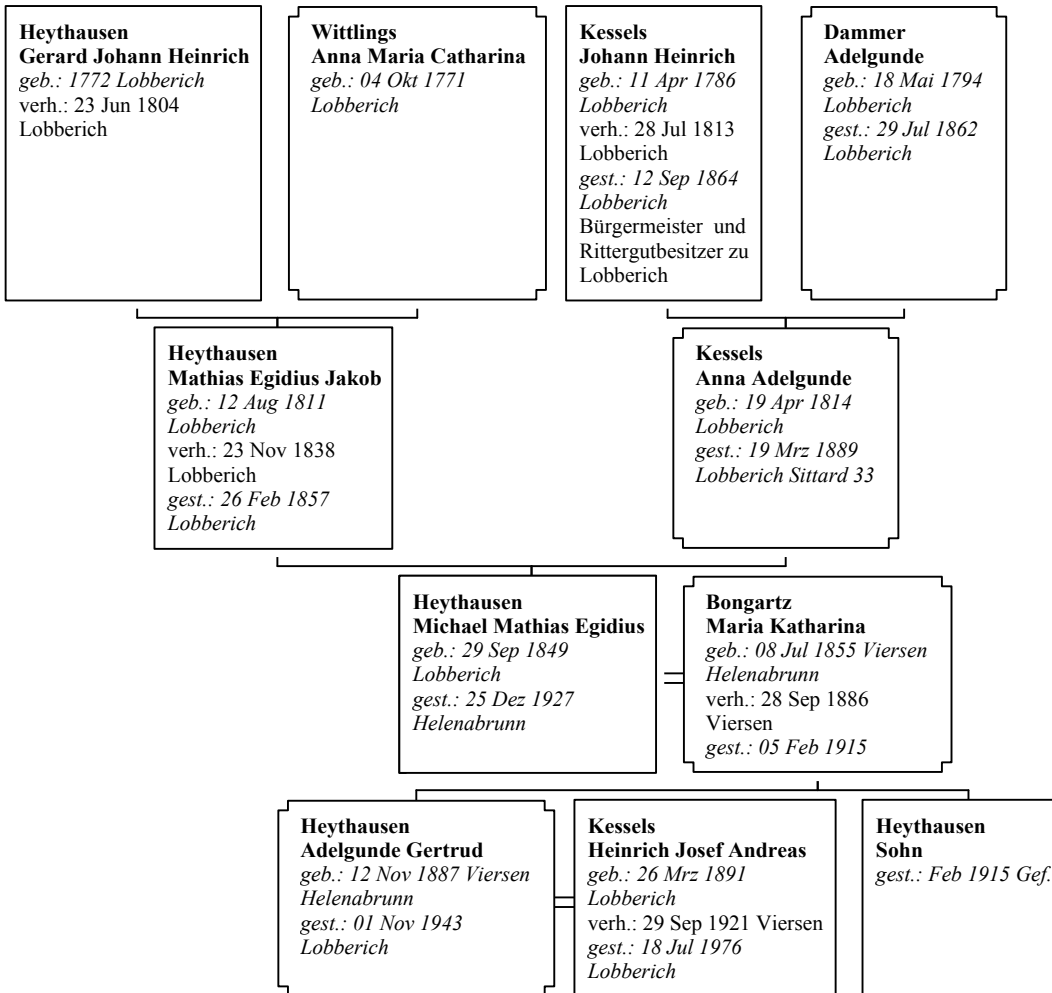 Heythausen
Gerard Johann Heinrich
geb.: 1772 Lobberich
verh.: 23 Jun 1804
Lobberich
Wittlings
Anna Maria Catharina
geb.: 04 Okt 1771
Lobberich
Kessels
Johann Heinrich
geb.: 11 Apr 1786
Lobberich
verh.: 28 Jul 1813
Lobberich
gest.: 12 Sep 1864
Lobberich
Bürgermeister und
Rittergutbesitzer zu
Lobberich
Dammer
Adelgunde
geb.: 18 Mai 1794
Lobberich
gest.: 29 Jul 1862
Lobberich
Heythausen
Mathias Egidius Jakob
geb.: 12 Aug 1811
Lobberich
verh.: 23 Nov 1838
Lobberich
gest.: 26 Feb 1857
Lobberich
Kessels
Anna Adelgunde
geb.: 19 Apr 1814
Lobberich
gest.: 19 Mrz 1889
Lobberich Sittard 33
Heythausen
Michael Mathias Egidius
geb.: 29 Sep 1849
Lobberich
gest.: 25 Dez 1927
Helenabrunn
Bongartz
Maria Katharina
geb.: 08 Jul 1855 Viersen
Helenabrunn
verh.: 28 Sep 1886
Viersen
gest.: 05 Feb 1915
Heythausen
Adelgunde Gertrud
geb.: 12 Nov 1887 Viersen
Helenabrunn
gest.: 01 Nov 1943
Lobberich
Kessels
Heinrich Josef Andreas
geb.: 26 Mrz 1891
Lobberich
verh.: 29 Sep 1921 Viersen
gest.: 18 Jul 1976
Lobberich
Heythausen
Sohn
gest.: Feb 1915 Gef.